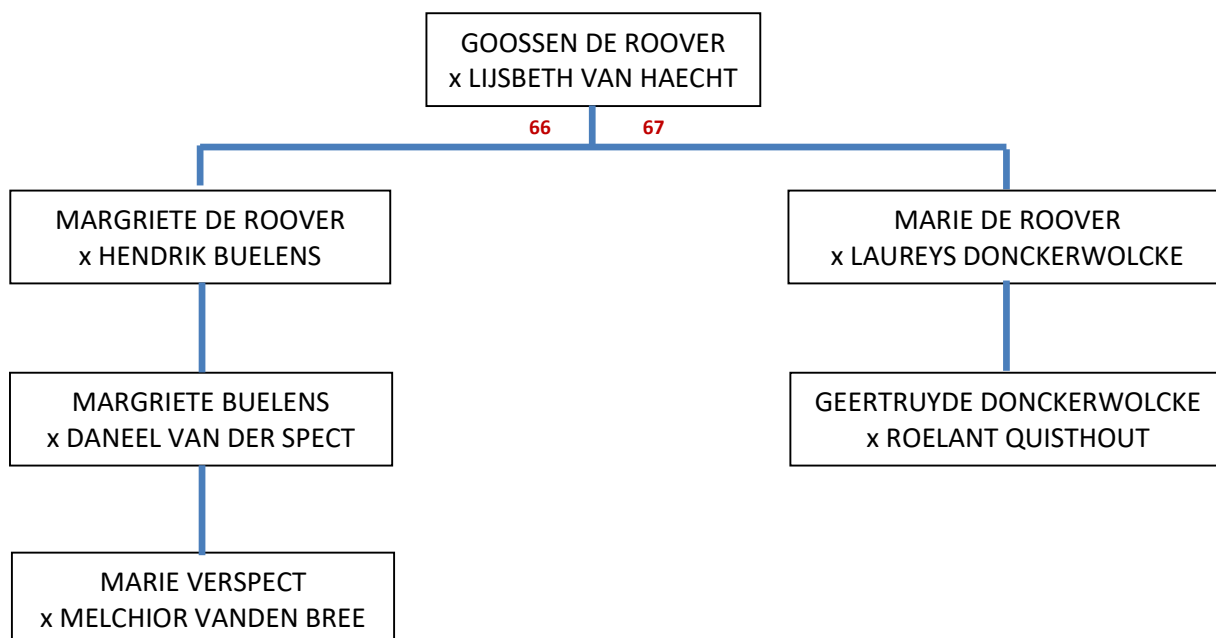 GOOSSEN DE ROOVER
x LIJSBETH VAN HAECHT
66 67
MARGRIETE DE ROOVER
x HENDRIK BUELENS
MARIE DE ROOVER
x LAUREYS DONCKERWOLCKE
MARGRIETE BUELENS
x DANEEL VAN DER SPECT
GEERTRUYDE DONCKERWOLCKE
x ROELANT QUISTHOUT
MARIE VERSPECT
x MELCHIOR VANDEN BREE